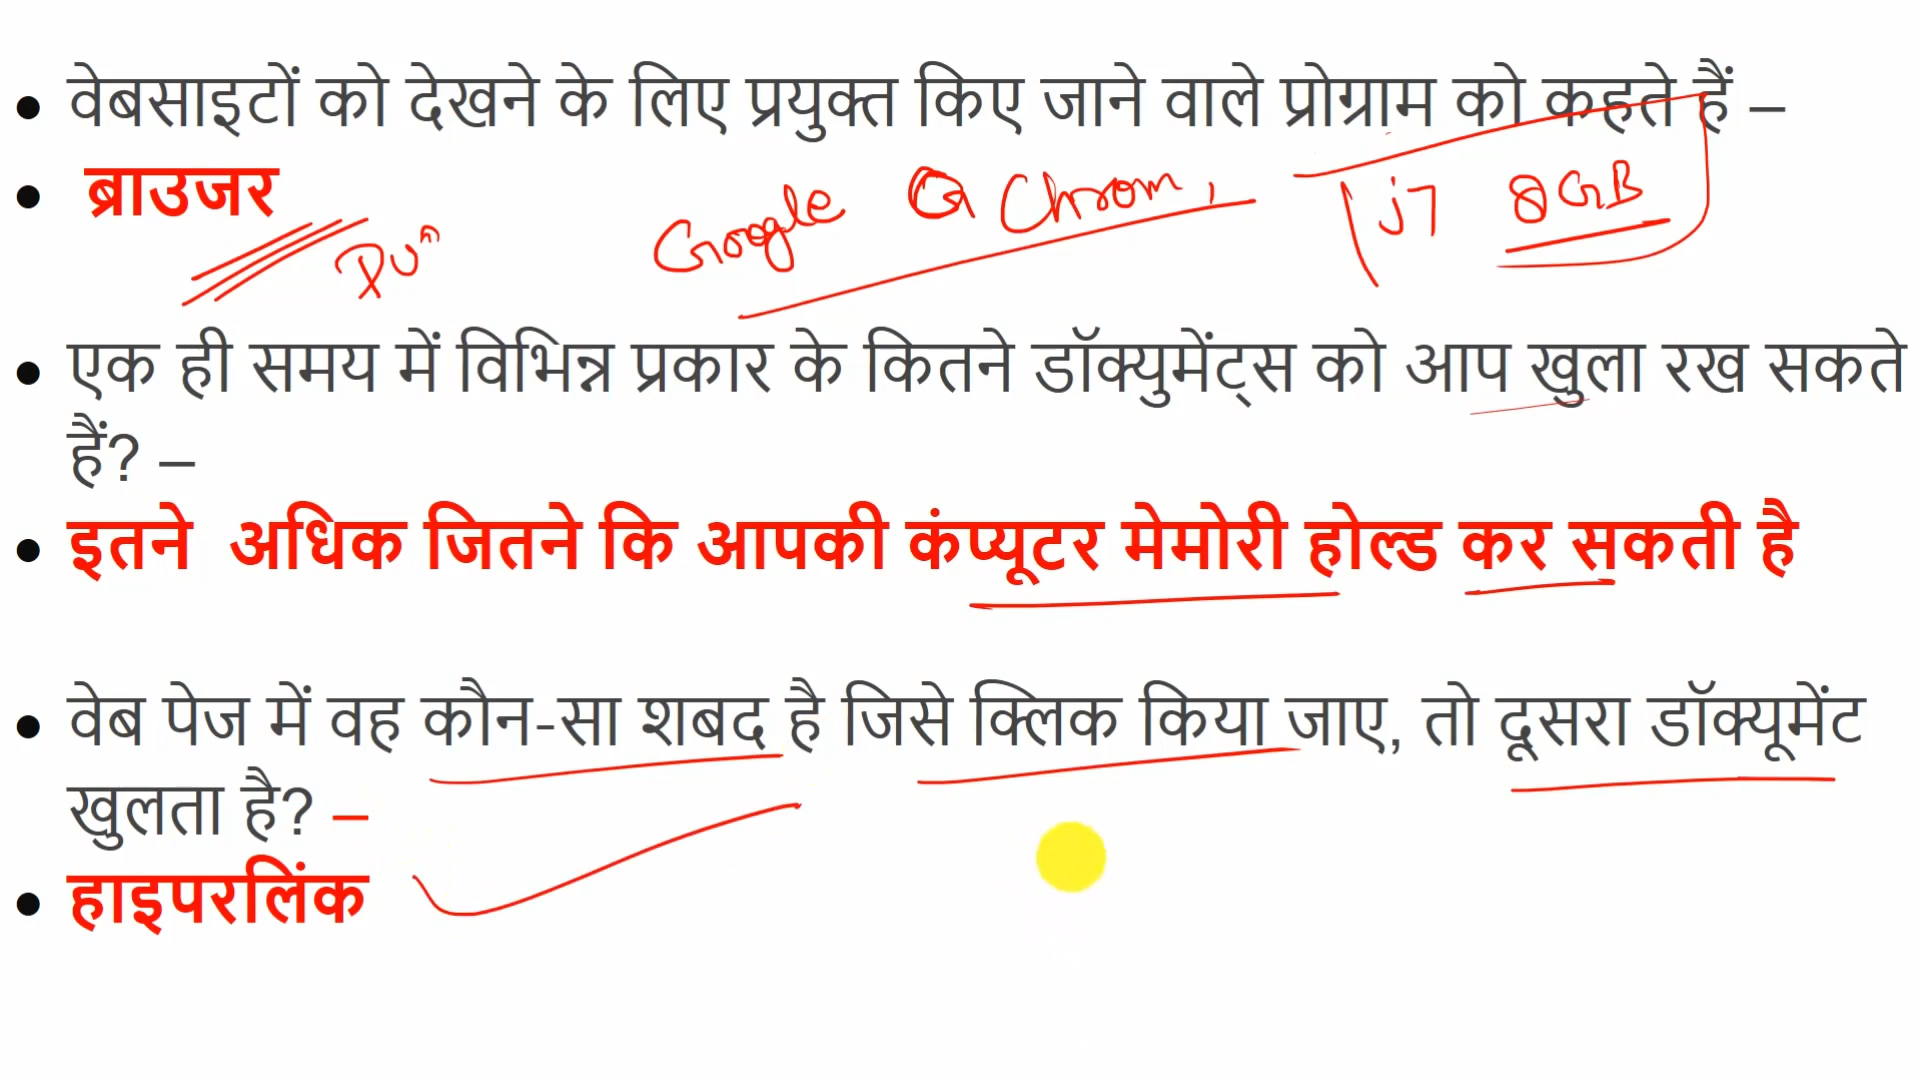 • वेबसाइटों को देखने के लिए प्रयुक्त किए जाने वाले प्रोग्राम को कहते हैं –
• ब्राउजर
Google Chrom, i7 8GB
• एक ही समय में विभिन्न प्रकार के कितने डॉक्युमेंट्स को आप खुला रख सकते
हैं? –
• इतने अधिक जितने कि आपकी कंप्यूटर मेमोरी होल्ड कर सकती है
• वेब पेज में वह कौन-सा शबद है जिसे क्लिक किया जाए, तो दूसरा डॉक्यूमेंट
खुलता है? –
• हाइपरलिंक